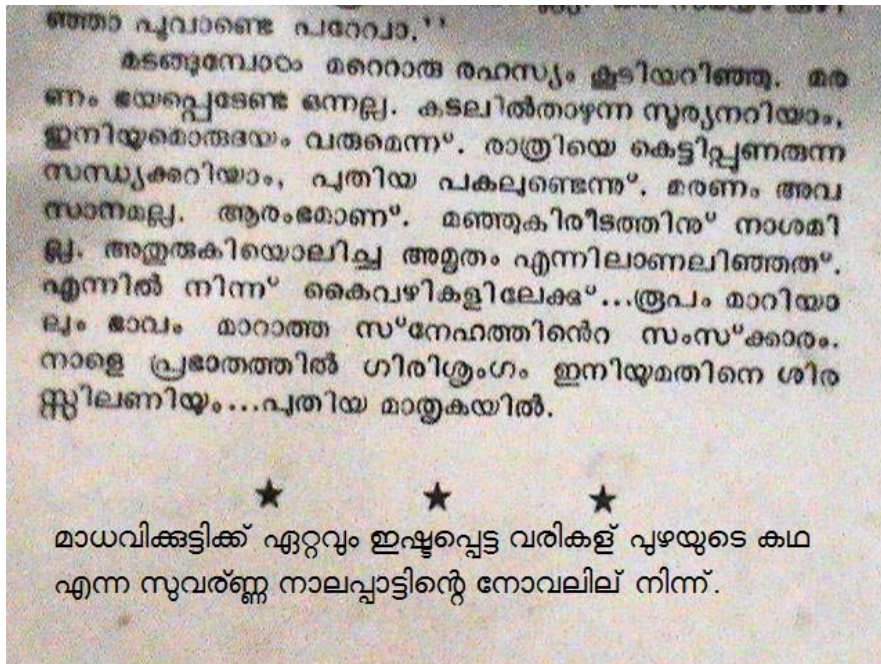 ഞ്ഞാ പൂവാണ്ടെ പറേവാ.''
മടങ്ങുമ്പോഠം മറെറാരു രഹസ്യം കൂടിയറിഞ്ഞു. മര
ണം ഭയപ്പെടേണ്ട ഒന്നല്ല. കടലിൽതാഴന്ന സൂര്യനറിയാം,
ഇനിയുമൊരുദയം വരുമെന്ന്. രാത്രിയെ കെട്ടിപ്പുണരുന്ന
സന്ധ്യക്കറിയാം, പുതിയ പകലുണ്ടെന്നു്. മരണം അവ
സാനമല്ല. ആരംഭമാണു്. മഞ്ഞുകിരീടത്തിനു് നാശമി
ല്ല. അതുരുകിയൊലിച്ച അമൃതം എന്നിലാണലിഞ്ഞതു്.
എന്നിൽ നിന്ന് കൈവഴികളിലേക്കു്...രൂപം മാറിയാ
ലും ഭാവം മാറാത്ത സ്‌നേഹത്തിൻെറ സംസ്‌ക്കാരം.
നാളെ പ്രഭാതത്തിൽ ഗിരിശൃംഗം ഇനിയുമതിനെ ശിര
സ്സിലണിയും...പുതിയ മാതൃകയിൽ.
★ ★ ★
മാധവിക്കുട്ടിക്ക് ഏറ്റവും ഇഷ്ടപ്പെട്ട വരികള് പുഴയുടെ കഥ
എന്ന സുവര്ണ്ണ നാലപ്പാട്ടിന്റെ നോവലില് നിന്ന്.